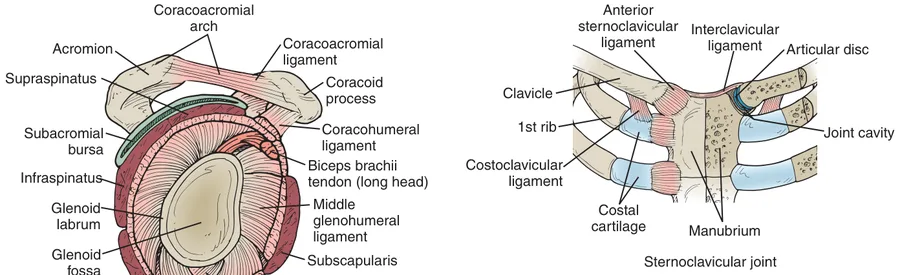 Coracoacromial
arch
Acromion
Supraspinatus
Subacromial
bursa
Infraspinatus
Glenoid
labrum
Glenoid
fossa
Coracoacromial
ligament
Coracoid
process
Coracohumeral
ligament
Biceps brachii
tendon (long head)
Middle
glenohumeral
ligament
Subscapularis
Anterior
sternoclavicular
ligament
Interclavicular
ligament
Articular disc
Clavicle
1st rib
Joint cavity
Costoclavicular
ligament
Costal
cartilage
Manubrium
Sternoclavicular joint